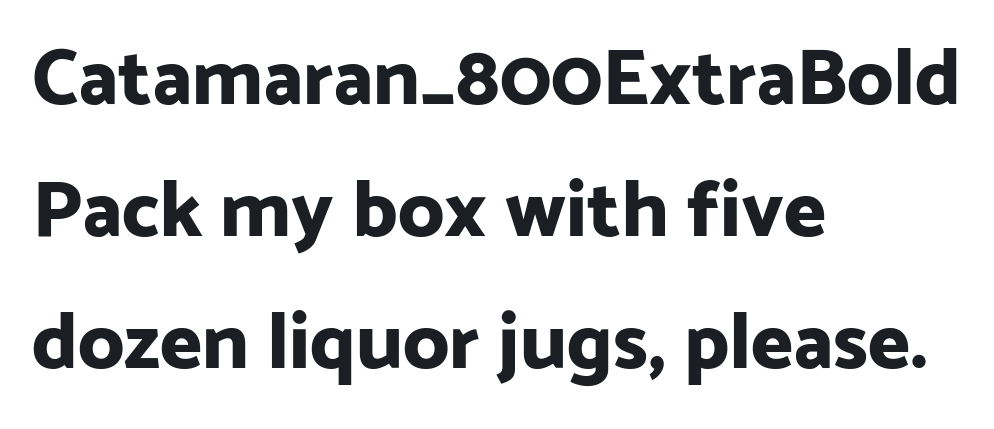 Catamaran_800ExtraBold
Pack my box with five
dozen liquor jugs, please.